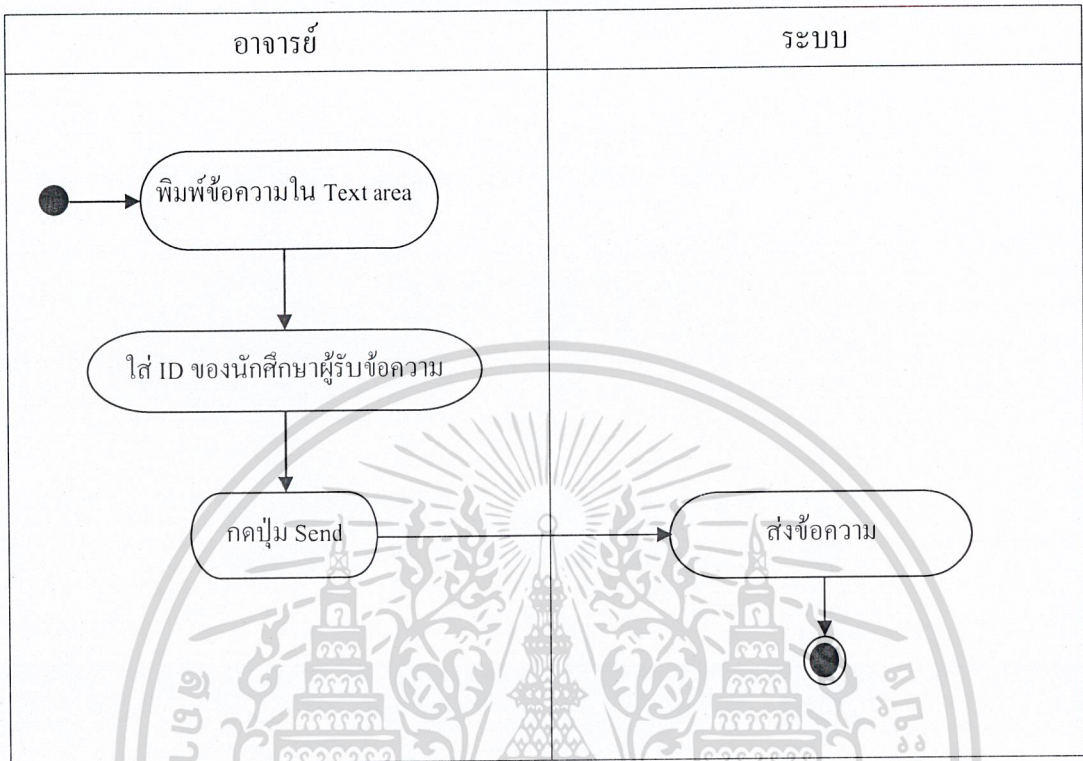 อาจารย์
ระบบ
พิมพ์ข้อความใน Text area
ใส่ ID ของนักศึกษาผู้รับข้อความ
กดปุ่ม Send
ส่งข้อความ